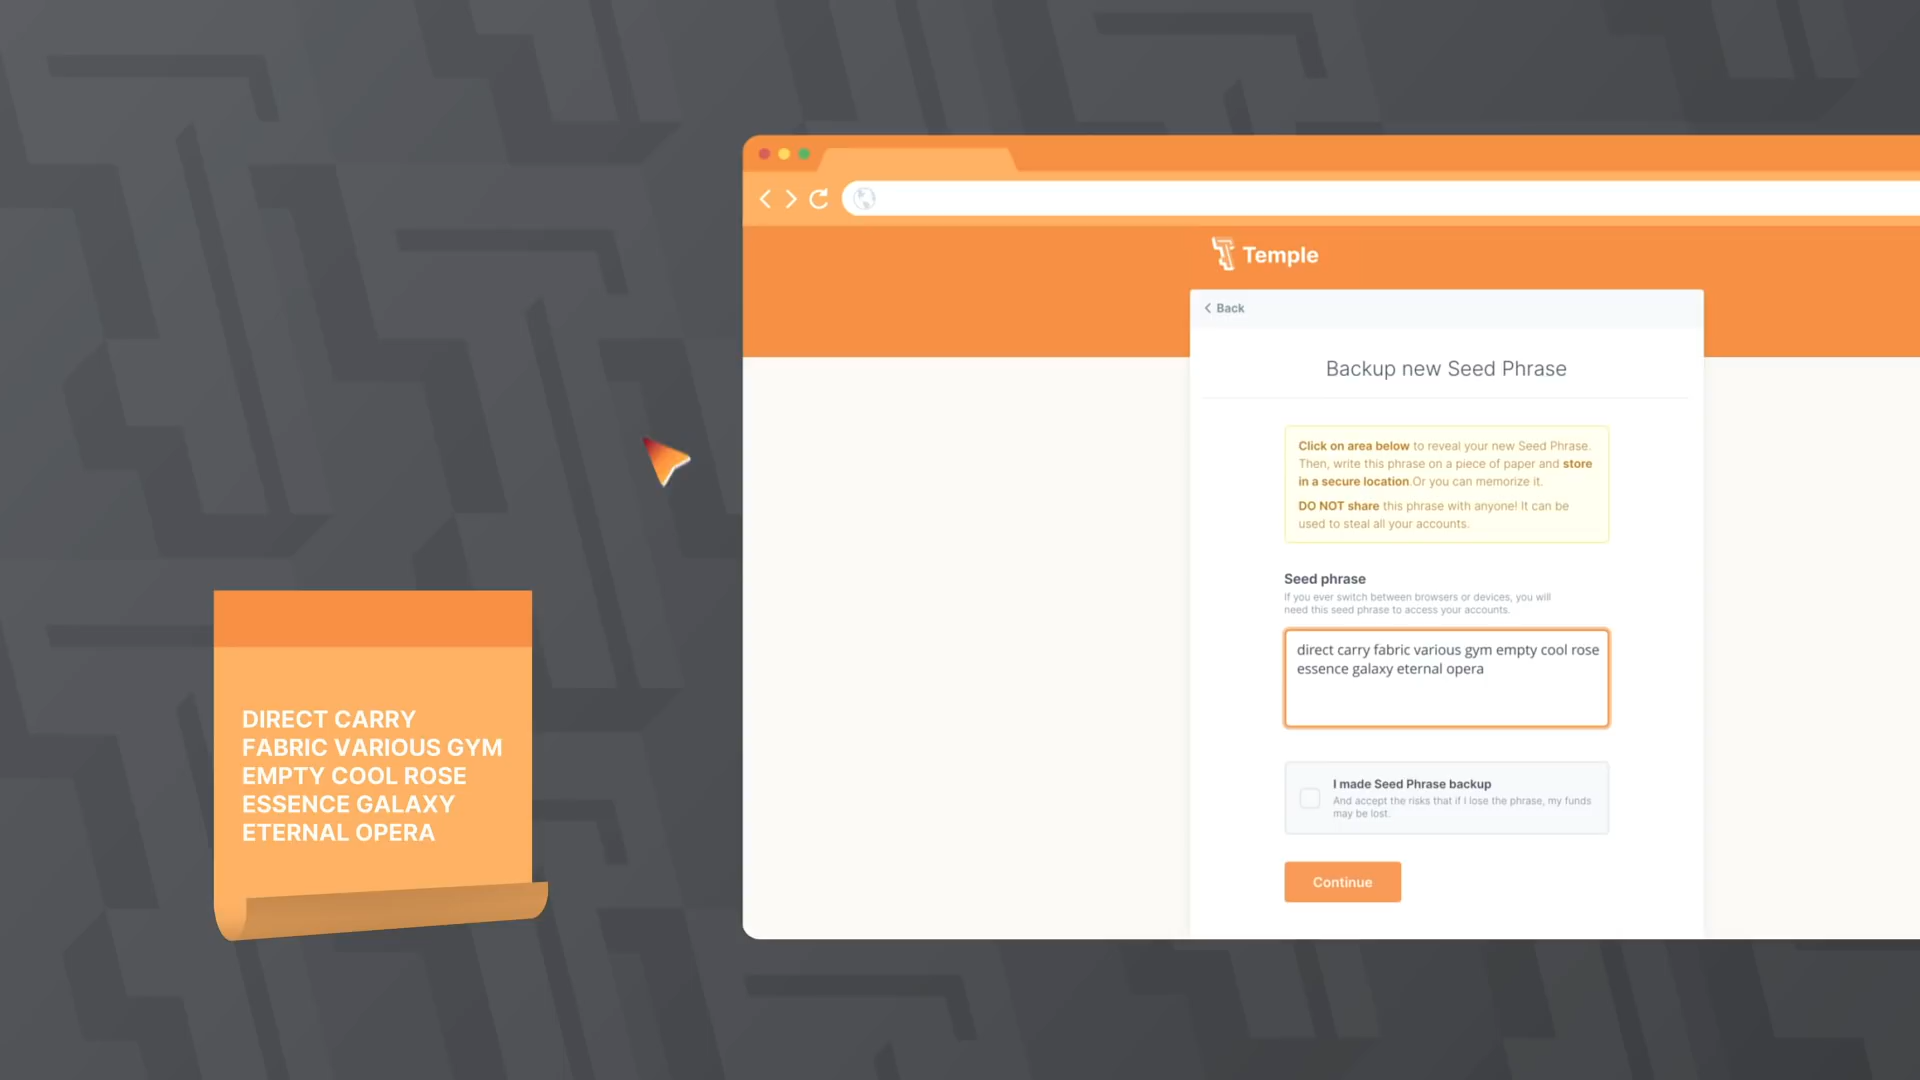 Temple
Back
Backup new Seed Phrase
Click on area below to reveal your new Seed Phrase.
Then, write this phrase on a piece of paper and store
in a secure location.Or you can memorize it.
DO NOT share this phrase with anyone! It can be
used to steal all your accounts.
Seed phrase
If you ever switch between browsers or devices, you will
need this seed phrase to access your accounts.
direct carry fabric various gym empty cool rose
essence galaxy eternal opera
I made Seed Phrase backup
And accept the risks that if I lose the phrase, my funds
may be lost.
Continue
DIRECT CARRY
FABRIC VARIOUS GYM
EMPTY COOL ROSE
ESSENCE GALAXY
ETERNAL OPERA